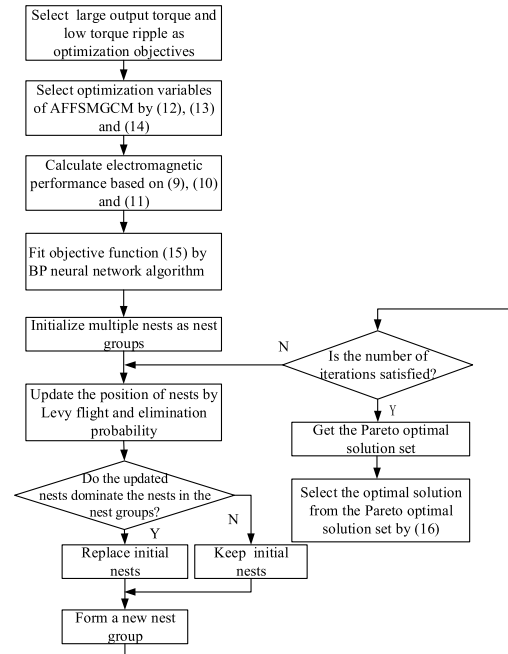 Select large output torque and
low torque ripple as
optimization objectives
Select optimization variables
of AFFSMGCM by (12), (13)
and (14)
Calculate electromagnetic
performance based on (9), (10)
and (11)
Fit objective function (15) by
BP neural network algorithm
Initialize multiple nests as nest
groups
Update the position of nests by
Levy flight and elimination
probability
Do the updated
nests dominate the nests in the
nest groups?
Y
N
Replace initial
nests
Keep initial
nests
Form a new nest
group
Is the number of
iterations satisfied?
N
Y
Get the Pareto optimal
solution set
Select the optimal solution
from the Pareto optimal
solution set by (16)